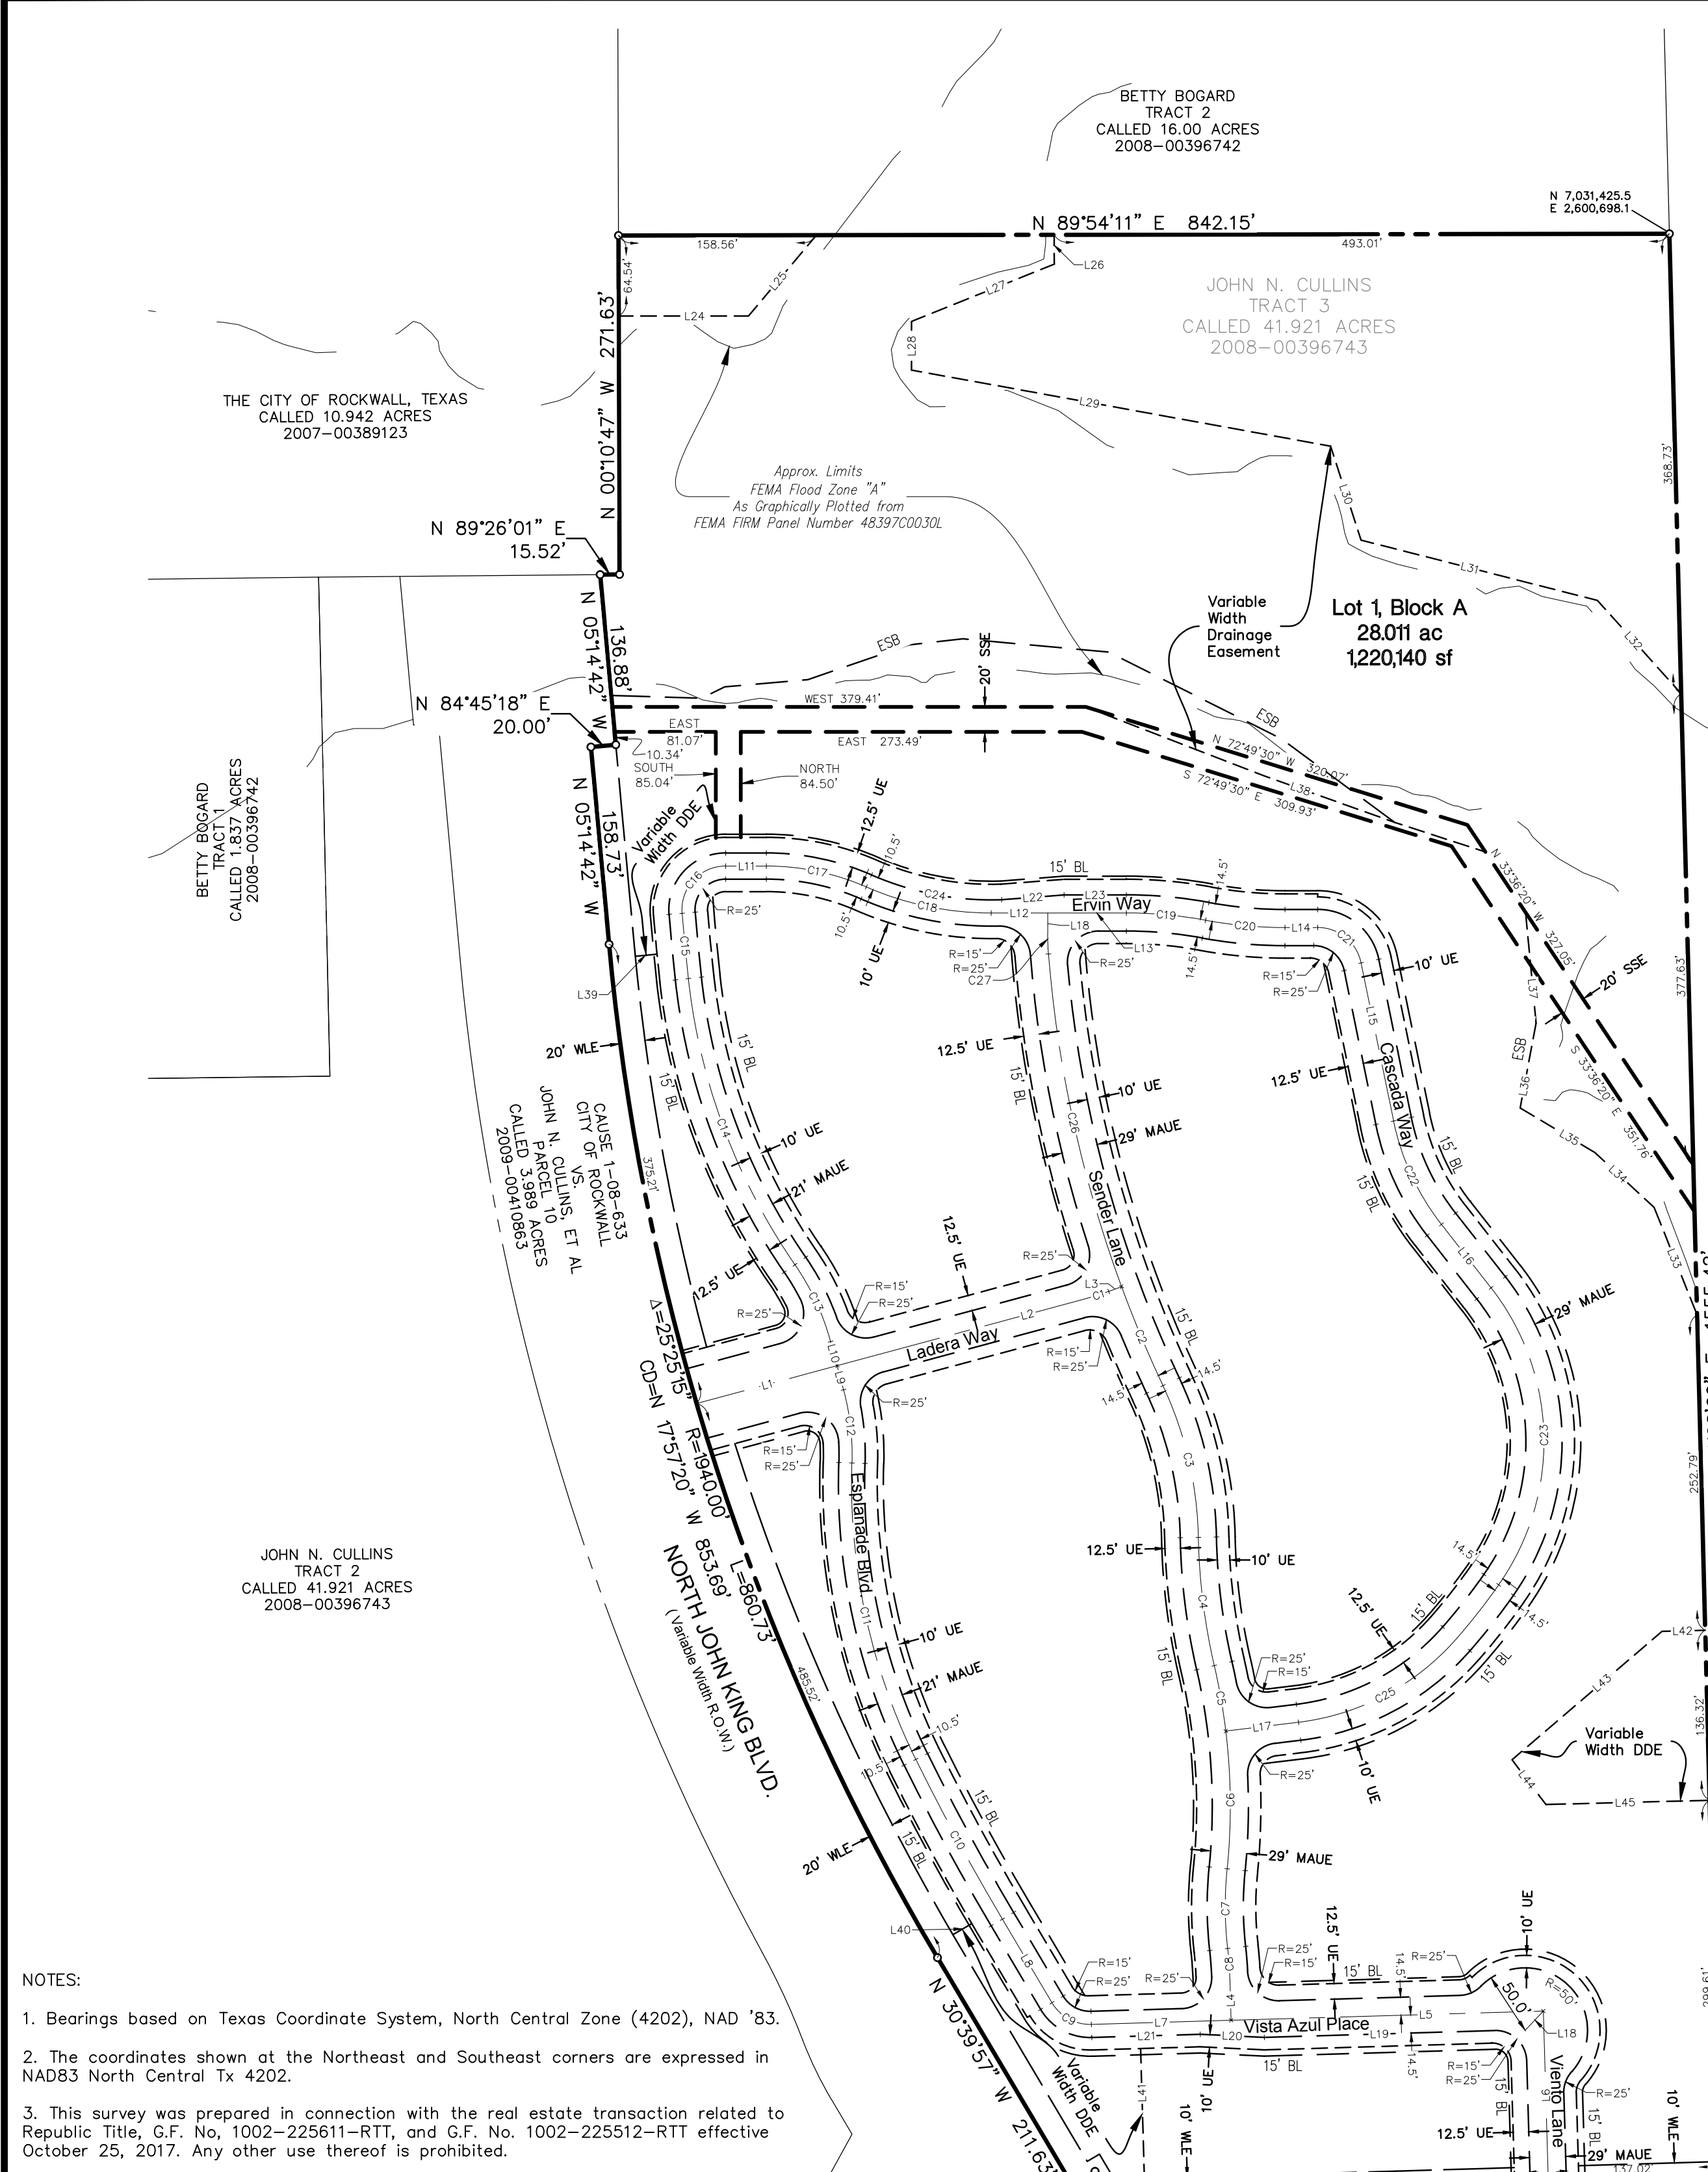 BETTY BOGARD
TRACT 2
CALLED 16.00 ACRES
2008-00396742
N 7,031,425.5
E 2,600,698.1
N 89°54'11" E 842.15'
158.56'
493.01'
L26
64.54'
L25
L27
L24
L28
JOHN N. CULLINS
TRACT 3
CALLED 41.921 ACRES
2008-00396743
N 00°10'47" W 271.63'
THE CITY OF ROCKWALL, TEXAS
CALLED 10.942 ACRES
2007-00389123
L29
368.73'
Approx. Limits
FEMA Flood Zone "A"
As Graphically Plotted from
FEMA FIRM Panel Number 48397C0030L
L30
N 89°26'01" E
15.52'
L31
Variable
Width
Drainage
Easement
Lot 1, Block A
28.011 ac
1,220,140 sf
L32
N 05°14'42" W
136.88'
ESB
20' SSE
N 84°45'18" E
20.00'
WEST 379.41'
ESB
EAST
81.07'
EAST 273.49'
10.34'
SOUTH
85.04'
NORTH
84.50'
N 72°49'30" W 320.07'
L38
S 72°49'30" E 309.93'
BETTY BOGARD
TRACT 1
CALLED 1.837 ACRES
2008-00396742
N 05°14'42" W
158.73'
Variable
Width DDE
12.5' UE
10.5'
15' BL
14.5'
N 33°36'20" W 327.05'
L11
C17
C16
C24
C18
L22
L23
Ervin Way
L12
C19
C20
L14
C21
R=25'
10.5'
10' UE
L18
L13
R=15'
R=25'
C27
R=25'
14.5'
R=15'
R=25'
10' UE
20' SSE
377.63'
C15
L39
L37
L15
20' WLE
15' BL
15' BL
12.5' UE
15' BL
Cascada Way
12.5' UE
ESB
S 33°36'20" E 351.76'
L36
CAUSE 1-08-633
CITY OF ROCKWALL
VS.
JOHN N. CULLINS, ET AL
PARCEL 10
CALLED 3.989 ACRES
2009-00410863
375.21'
C14
10' UE
21' MAUE
10' UE
C26
29' MAUE
Sender Lane
15' BL
15' BL
C22
L35
L34
12.5' UE
12.5' UE
R=25'
L33
L16
R=15'
R=25'
L3
C1
R=25'
C13
L2
29' MAUE
Ladera Way
C2
15' BL
L10
L9
R=15'
R=25'
L1
R=25'
14.5'
14.5'
Δ=25°25'15" R=1940.00' L=860.73'
CD=N 17°57'20" W 853.69'
C12
R=15'
R=25'
C3
C23
252.79'
Esplanade Blvd.
NORTH JOHN KING BLVD.
(Variable Width R.O.W.)
JOHN N. CULLINS
TRACT 2
CALLED 41.921 ACRES
2008-00396743
12.5' UE
10' UE
14.5'
C4
C11
10' UE
12.5' UE
15' BL
14.5'
L42
485.52'
21' MAUE
15' BL
R=25'
R=15'
15' BL
L43
C5
C25
10.5'
L17
10.5'
136.32'
Variable
Width DDE
R=25'
10' UE
L44
L45
15' BL
C6
20' WLE
15' BL
C10
29' MAUE
L40
C7
12.5' UE
10' UE
R=15'
R=25'
R=25'
C8
R=25'
R=15'
15' BL
14.5'
R=25'
R=50'
50.0'
L8
C9
L7
L4
L5
Vista Azul Place
L18
L21
L20
L19
15' BL
14.5'
R=15'
R=25'
N 30°39'57" W 211.63'
Variable
Width DDE
L41
10' UE
10' WLE
15' BL
12.5' UE
Viento Lane
L6
R=25'
15' BL
29' MAUE
10' WLE
137.02'
NOTES:
1. Bearings based on Texas Coordinate System, North Central Zone (4202), NAD '83.
2. The coordinates shown at the Northeast and Southeast corners are expressed in
NAD83 North Central Tx 4202.
3. This survey was prepared in connection with the real estate transaction related to
Republic Title, G.F. No, 1002-225611-RTT, and G.F. No. 1002-225512-RTT effective
October 25, 2017. Any other use thereof is prohibited.